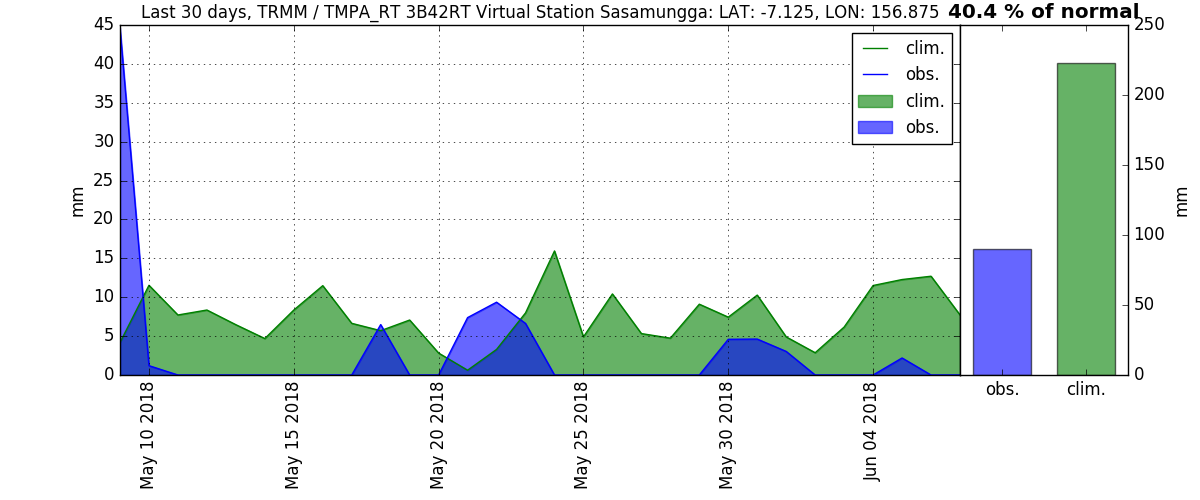 Last 30 days, TRMM / TMPA_RT 3B42RT Virtual Station Sasamungga: LAT: -7.125, LON: 156.875 40.4 % of normal
45
40
35
30
25
20
15
10
5
0
mm
clim.
obs.
clim.
obs.
May 10 2018
May 15 2018
May 20 2018
May 25 2018
May 30 2018
Jun 04 2018
250
200
150
100
50
0
mm
obs.
clim.